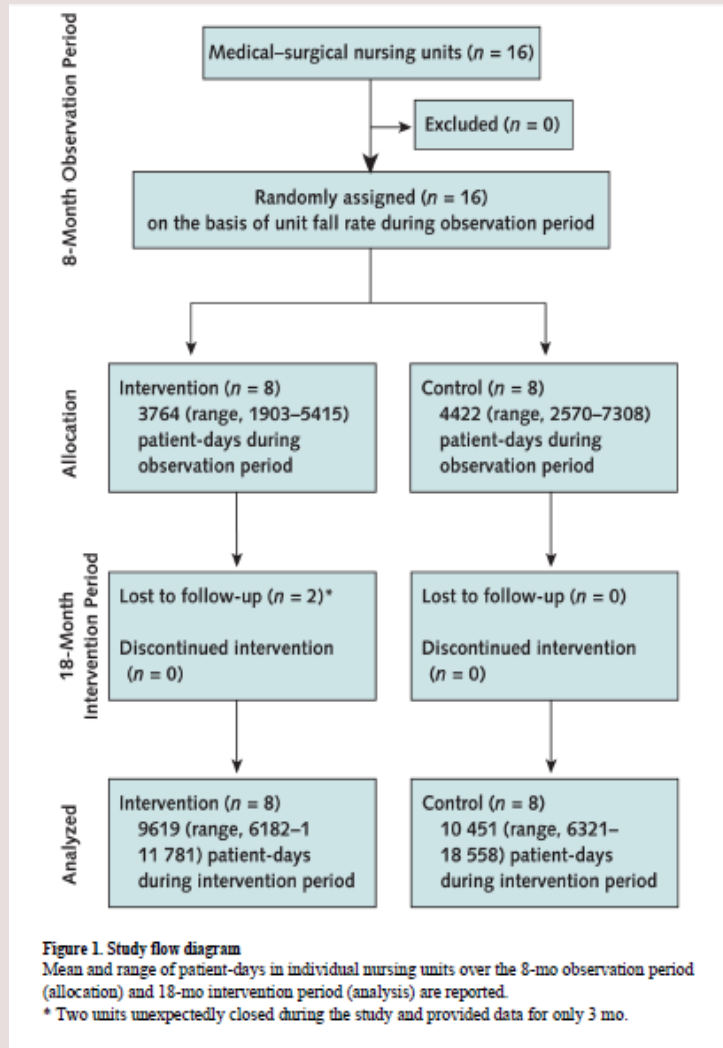 8-Month Observation Period
Medical–surgical nursing units (n = 16)
Excluded (n = 0)
Randomly assigned (n = 16)
on the basis of unit fall rate during observation period
Allocation
Intervention (n = 8)
3764 (range, 1903–5415)
patient-days during
observation period
Control (n = 8)
4422 (range, 2570–7308)
patient-days during
observation period
18-Month
Intervention Period
Lost to follow-up (n = 2)*
Discontinued intervention
(n = 0)
Lost to follow-up (n = 0)
Discontinued intervention
(n = 0)
Analyzed
Intervention (n = 8)
9619 (range, 6182–1
11 781) patient-days
during intervention period
Control (n = 8)
10 451 (range, 6321–
18 558) patient-days
during intervention period
Figure 1. Study flow diagram
Mean and range of patient-days in individual nursing units over the 8-mo observation period
(allocation) and 18-mo intervention period (analysis) are reported.
* Two units unexpectedly closed during the study and provided data for only 3 mo.